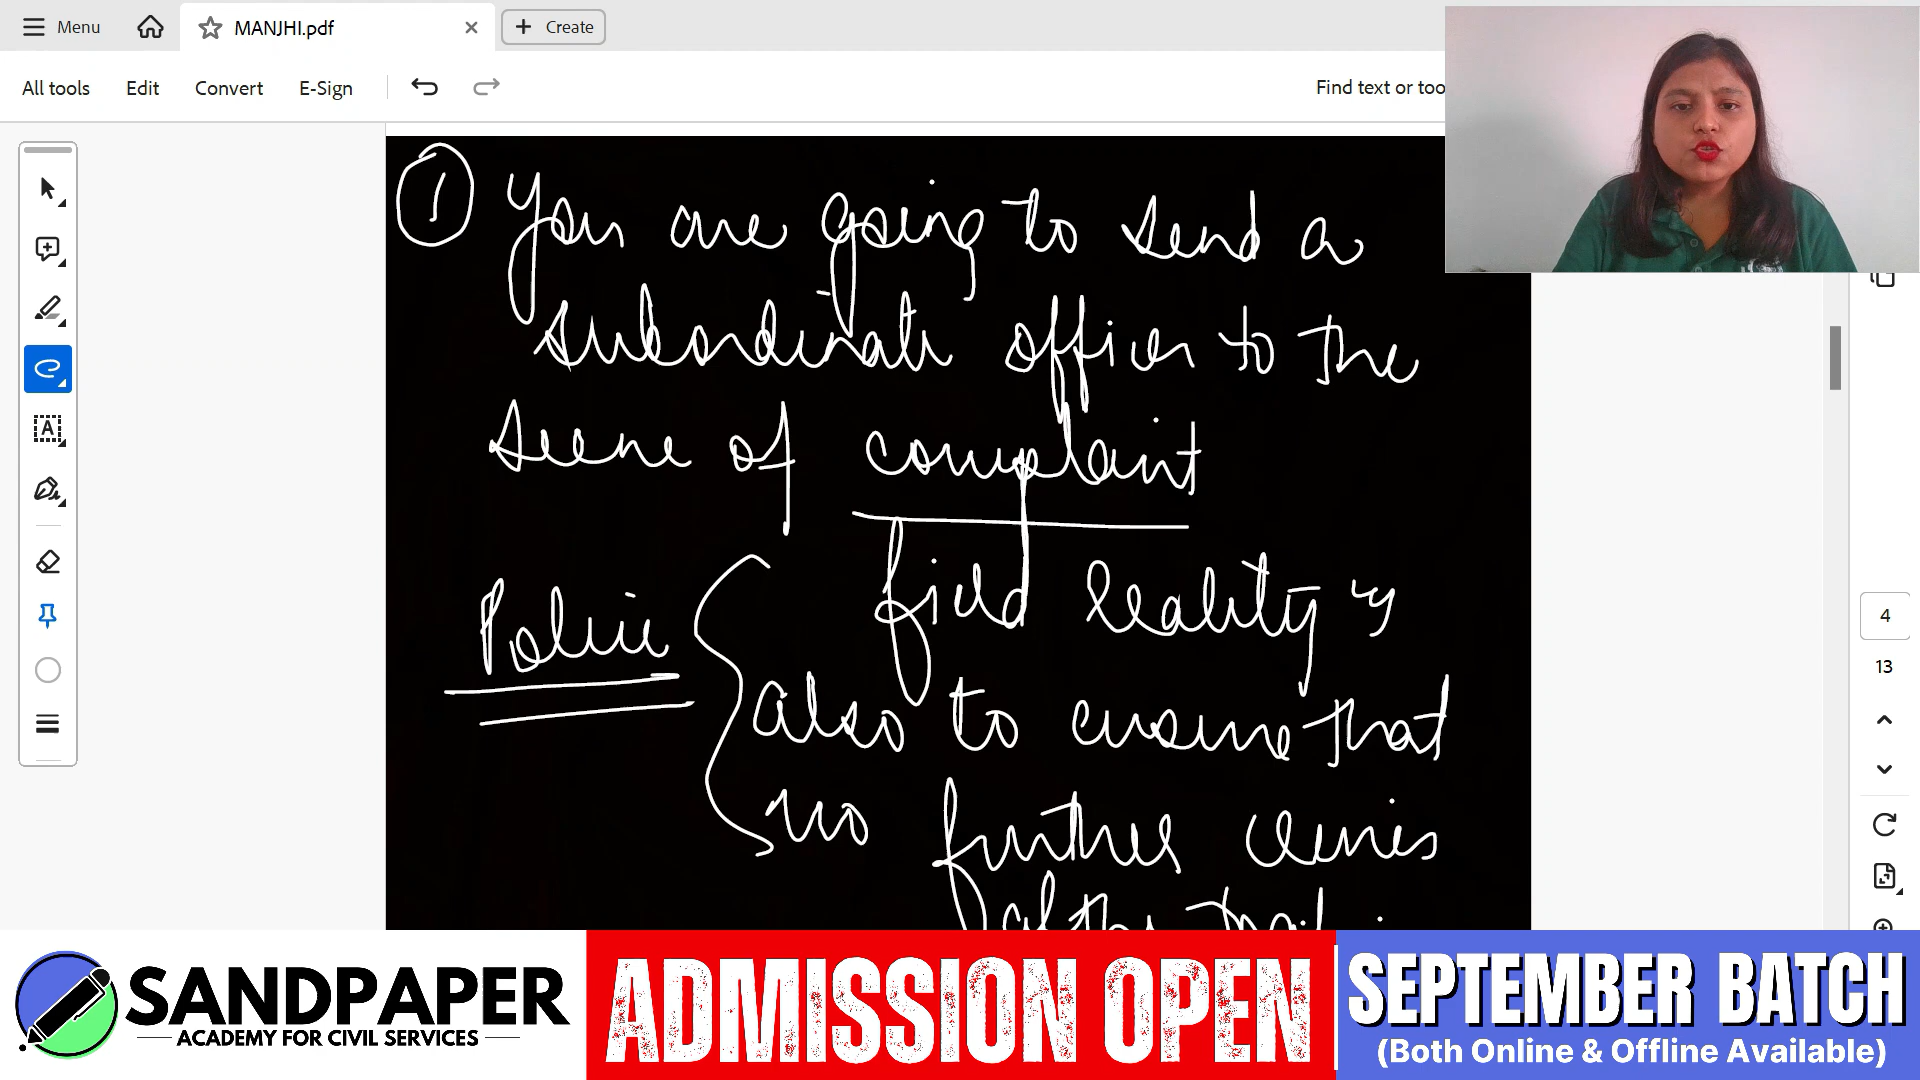 Menu
MANJHI.pdf
Create
All tools
Edit
Convert
E-Sign
Find text or too
① You are going to send a
subordinate officer to the
scene of complaint
field reality &
Police
also to ensure that
no further crimes
of this
4
13
SANDPAPER
ACADEMY FOR CIVIL SERVICES
ADMISSION OPEN
SEPTEMBER BATCH
(Both Online & Offline Available)